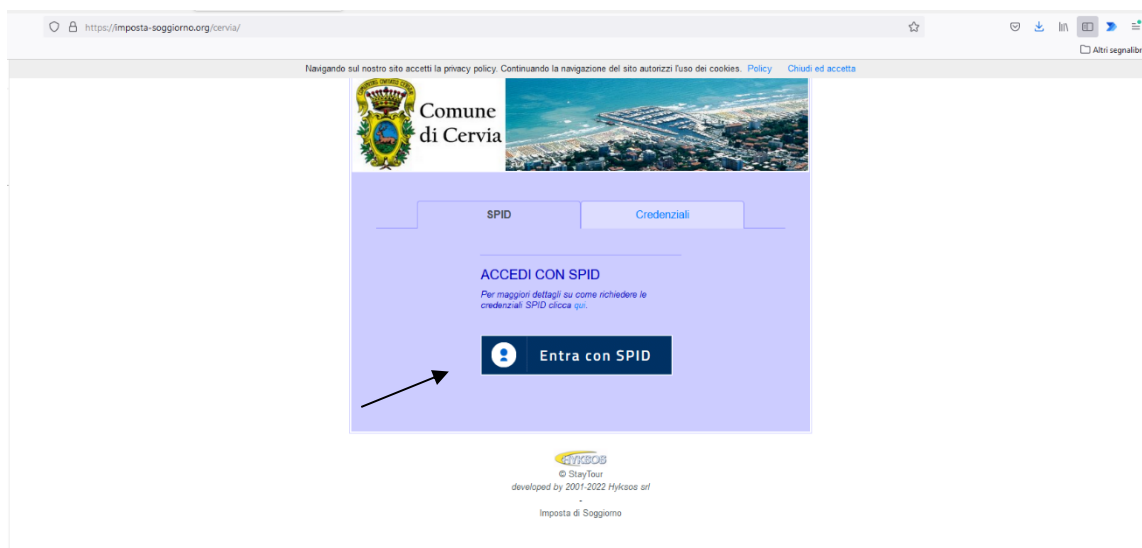 https://imposta-soggiorno.org/cervia/
Altri segnalibr
Navigando sul nostro sito accetti la privacy policy. Continuando la navigazione del sito autorizzi l'uso dei cookies. Policy Chiudi ed accetta
Comune
di Cervia
SPID Credenziali
ACCEDI CON SPID
Per maggiori dettagli su come richiedere le
credenziali SPID clicca qui.
Entra con SPID
HYKSOS
© StayTour
developed by 2001-2022 Hyksos srl
-
Imposta di Soggiorno